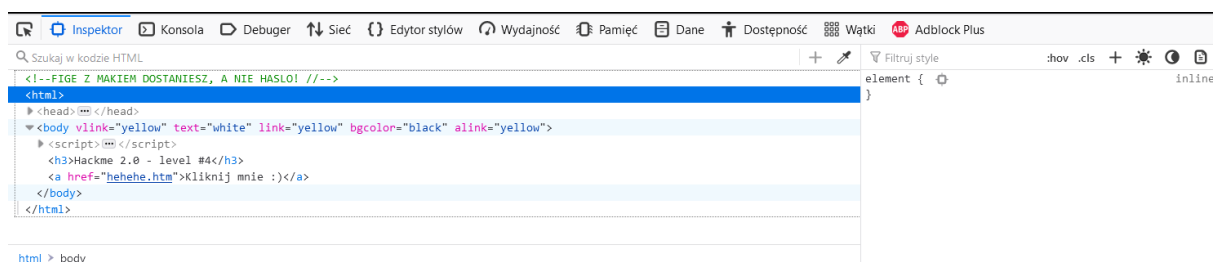 Inspektor Konsola Debuger Sieć Edytor stylów Wydajność Pamięć Dane Dostępność Wątki ABP Adblock Plus
Szukaj w kodzie HTML + Filtruj style :hov .cls +
<!--FIGE Z MAKIEM DOSTANIESZ, A NIE HASLO! //--> element { inline
<html> }
<head> ••• </head>
<body vlink="yellow" text="white" link="yellow" bgcolor="black" alink="yellow">
<script> ••• </script>
<h3>Hackme 2.0 - level #4</h3>
<a href="hehehe.htm">Kliknij mnie :)</a>
</body>
</html>
html > body